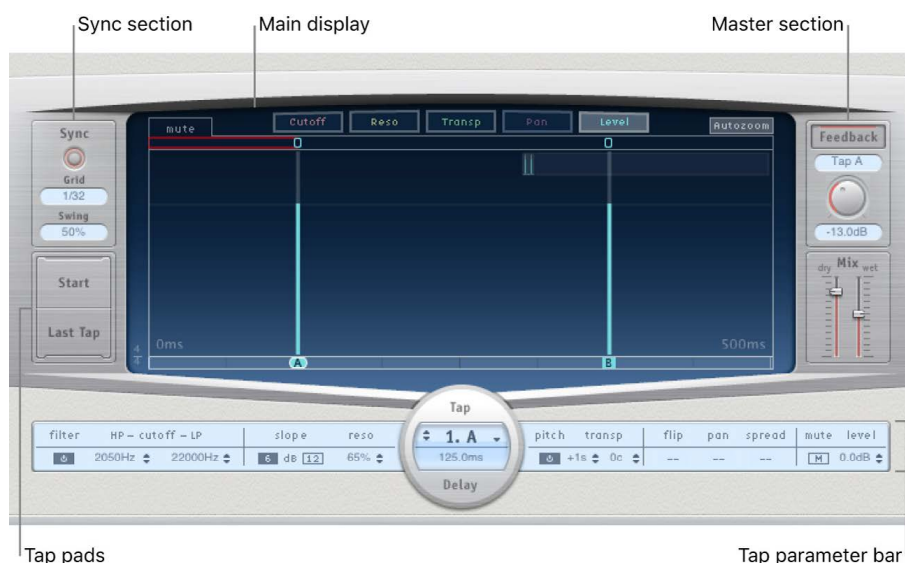 Sync section
Main display
Master section
Sync
Grid
1/32
Swing
50%
Start
Last Tap
mute
Cutoff
Reso
Transp
Pan
Level
Autozoom
0ms
500ms
4
4
A
B
Feedback
Tap A
-13.0dB
Mix
dry
wet
Tap
1. A
125.0ms
Delay
filter HP – cutoff – LP slope reso
2050Hz 22000Hz 6 dB 12 65%
pitch transp flip pan spread mute level
+1s 0c -- -- -- M 0.0dB
Tap pads
Tap parameter bar